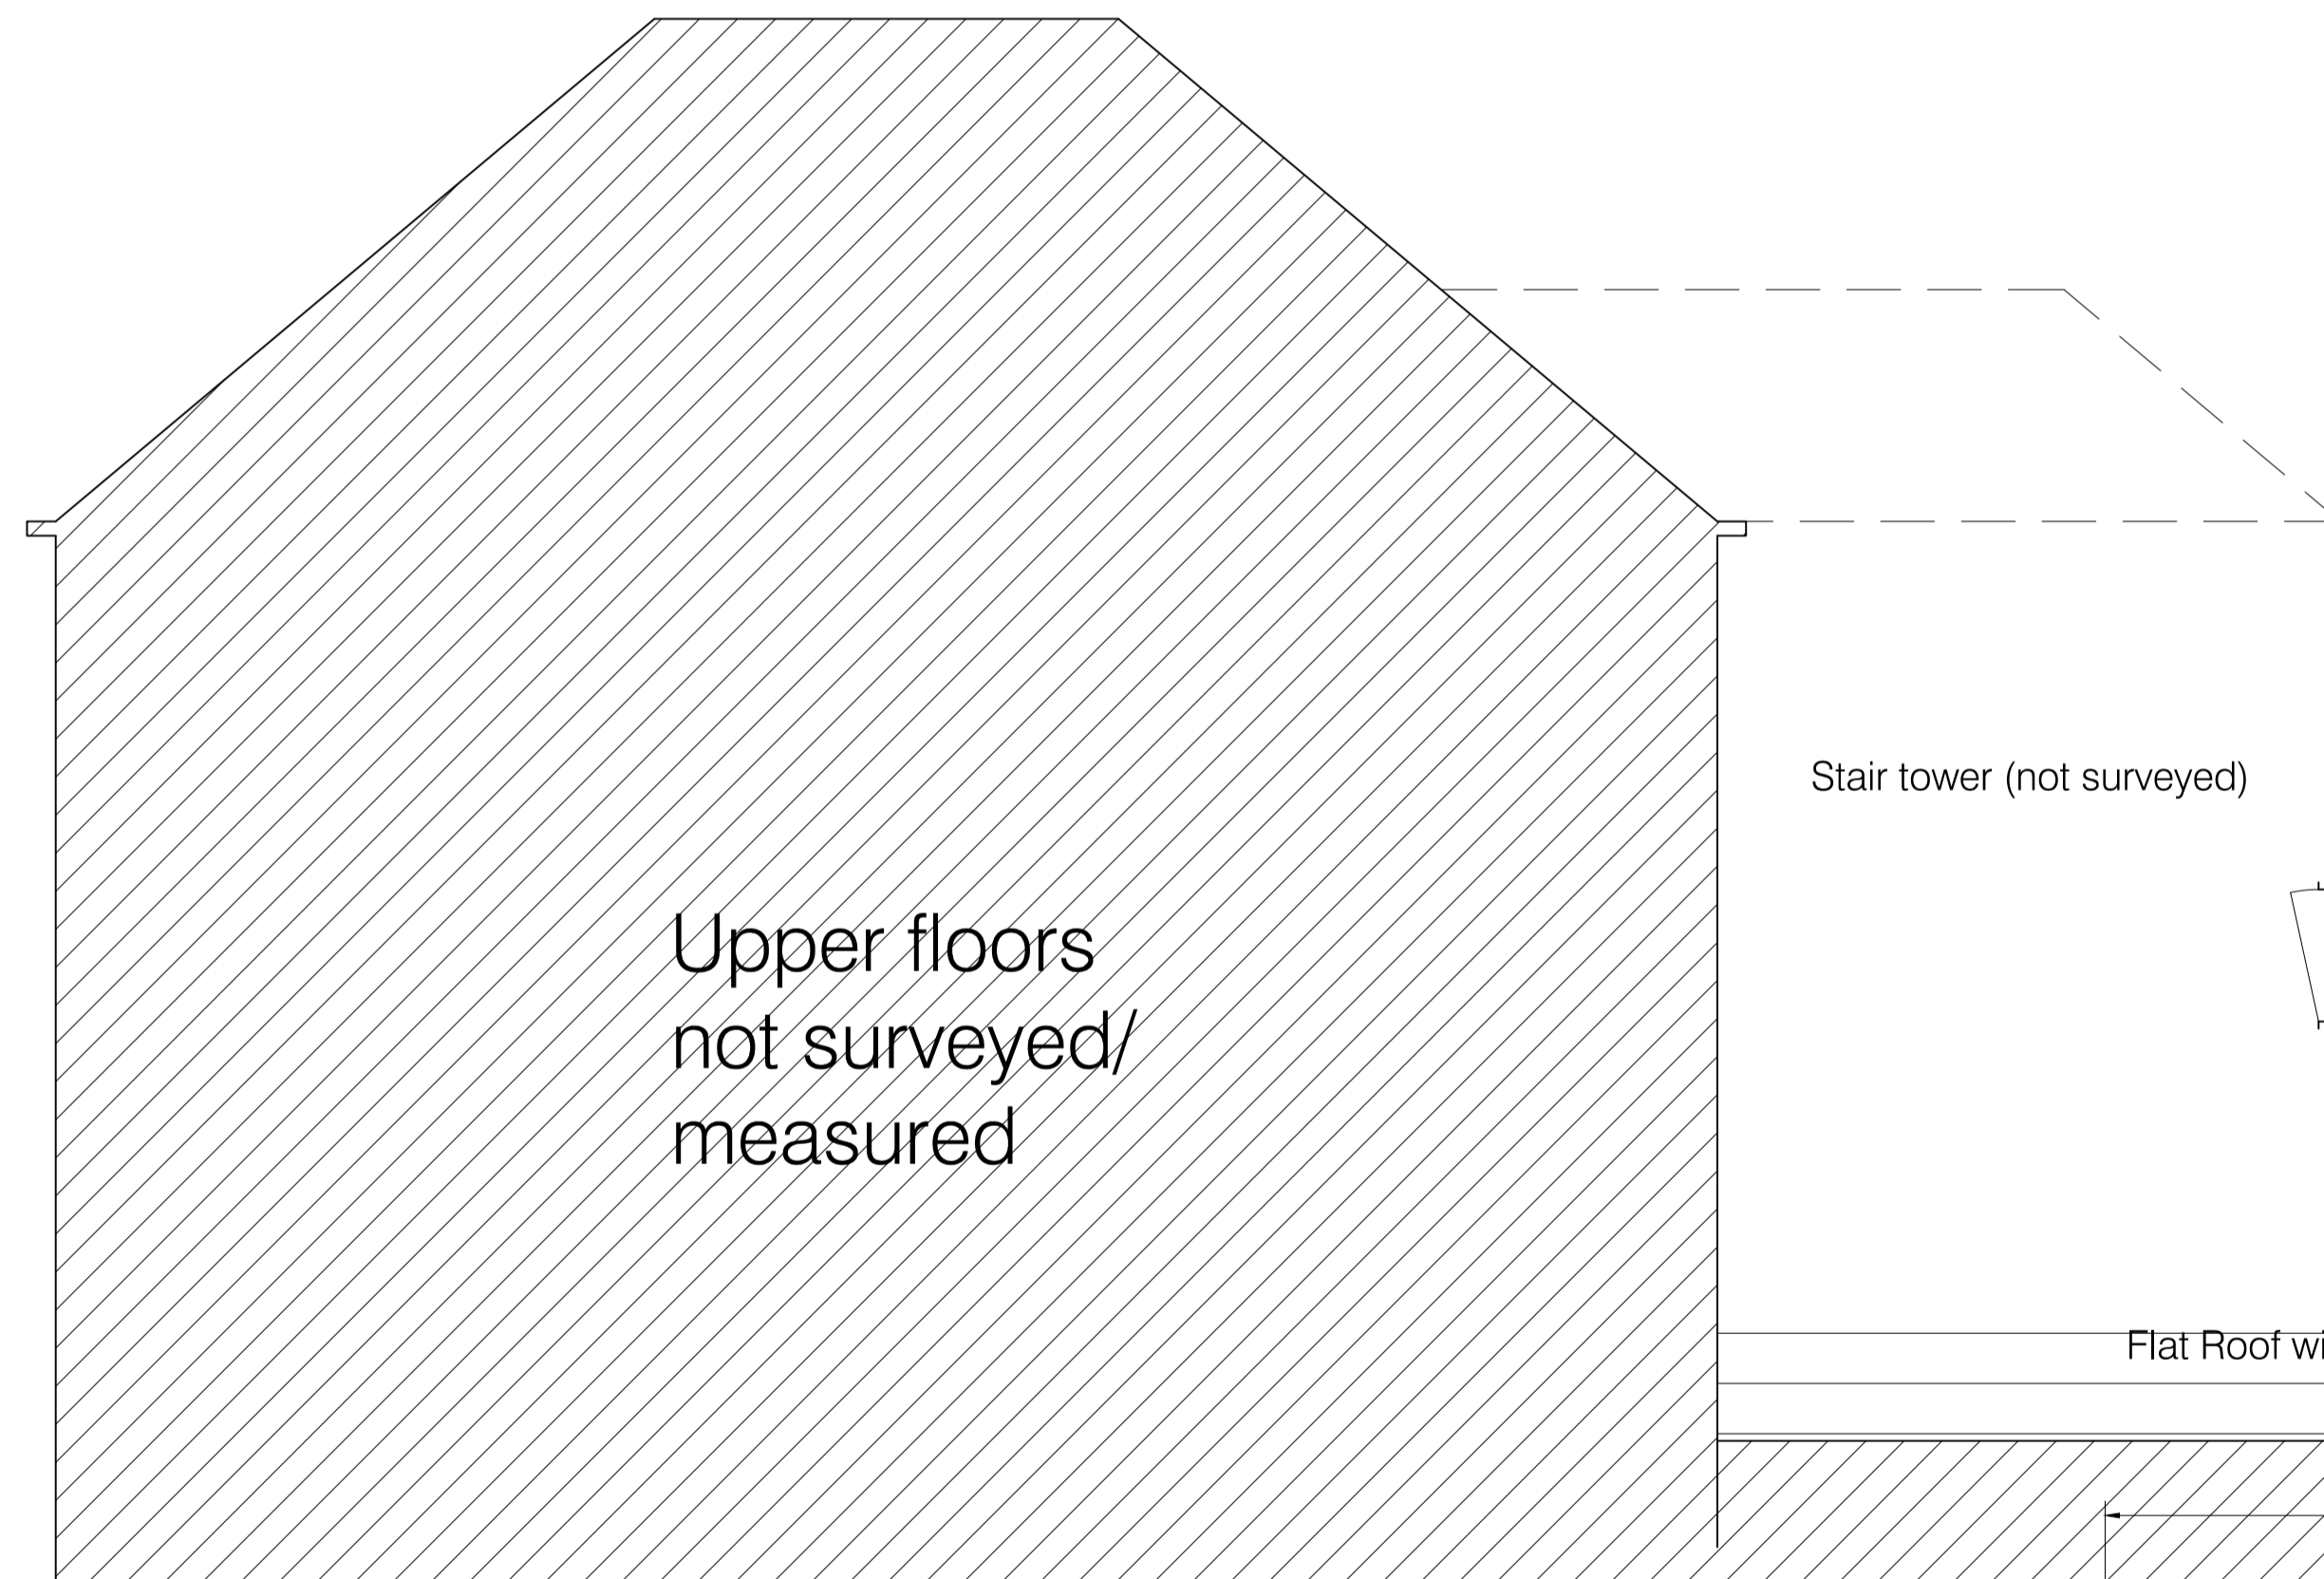 Stair tower (not surveyed)
Upper floors
not surveyed/
measured
Flat Roof